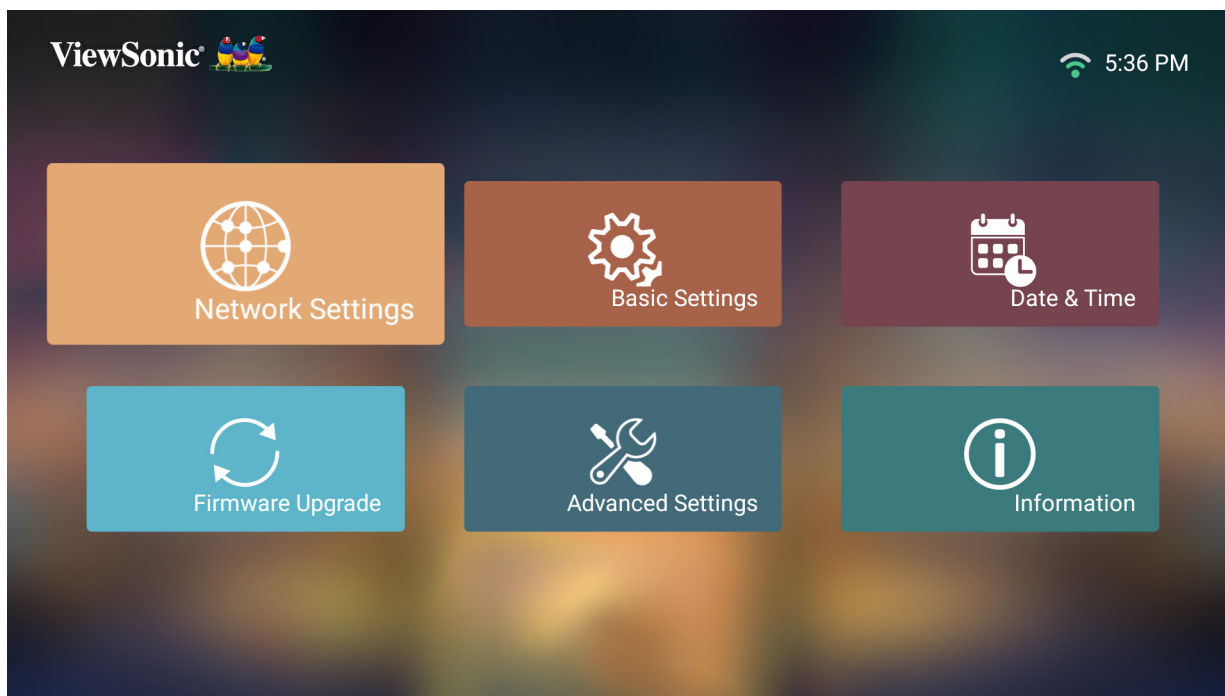 ViewSonic®
5:36 PM
Network Settings
Basic Settings
Date & Time
Firmware Upgrade
Advanced Settings
Information